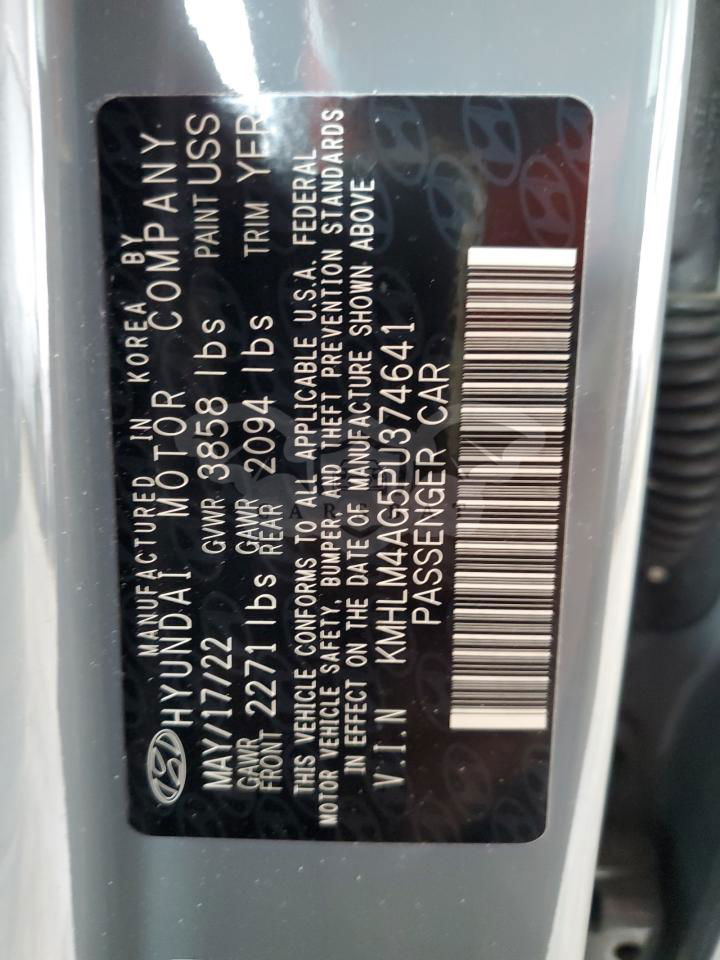 MANUFACTURED IN KOREA BY
HYUNDAI MOTOR COMPANY
MAY/17/22 GVWR 3858 lbs PAINT USS
GAWR FRONT 2271 lbs GAWR REAR 2094 lbs TRIM YER
THIS VEHICLE CONFORMS TO ALL APPLICABLE U.S.A. FEDERAL
MOTOR VEHICLE SAFETY, BUMPER, AND THEFT PREVENTION STANDARDS
IN EFFECT ON THE DATE OF MANUFACTURE SHOWN ABOVE
V.I.N KMHLM4AG5PU374641
PASSENGER CAR